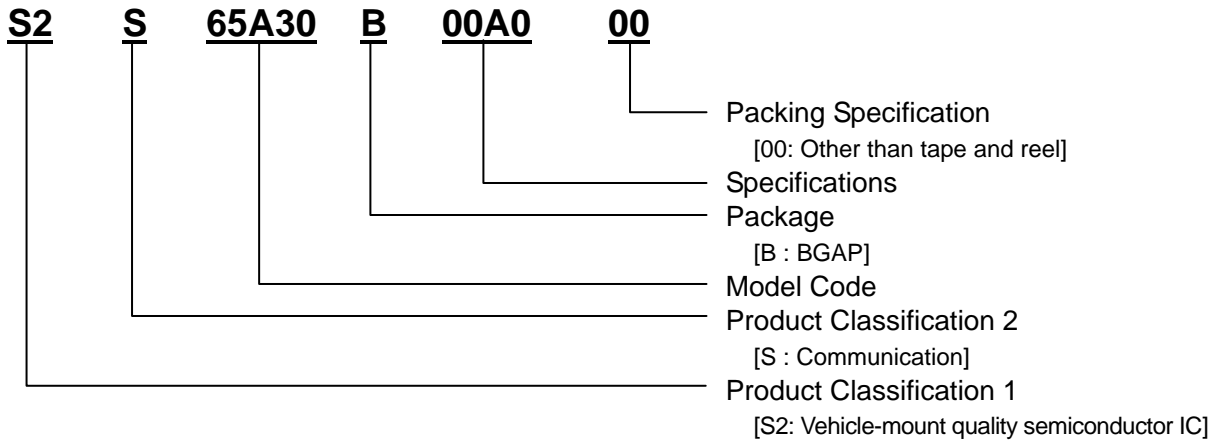 S2 S 65A30 B 00A0 00
Packing Specification
[00: Other than tape and reel]
Specifications
Package
[B : BGAP]
Model Code
Product Classification 2
[S : Communication]
Product Classification 1
[S2: Vehicle-mount quality semiconductor IC]